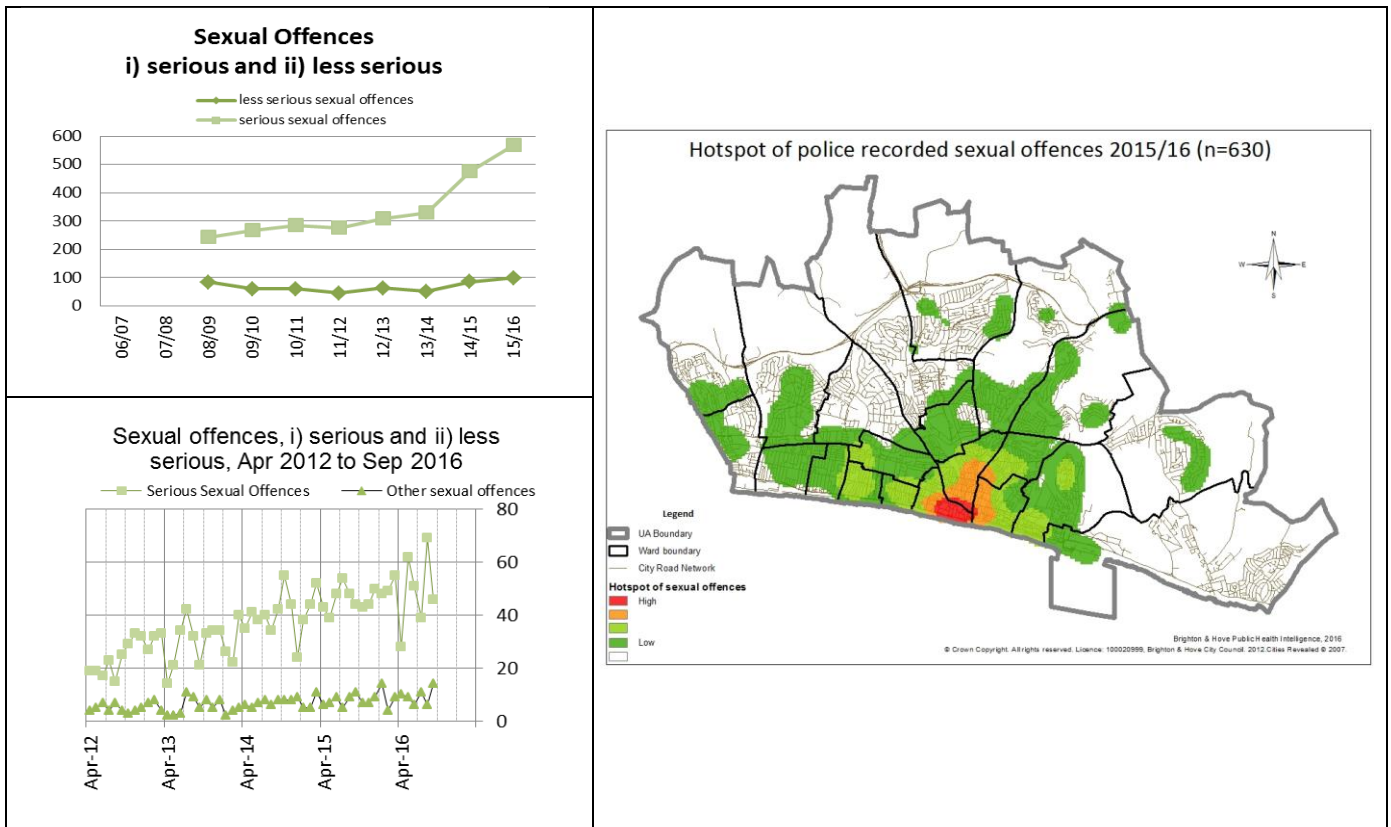 Sexual Offences
i) serious and ii) less serious
less serious sexual offences
serious sexual offences
600
500
400
300
200
100
0
06/07
07/08
08/09
09/10
10/11
11/12
12/13
13/14
14/15
15/16
Sexual offences, i) serious and ii) less
serious, Apr 2012 to Sep 2016
Serious Sexual Offences
Other sexual offences
80
60
40
20
0
Apr-12
Apr-13
Apr-14
Apr-15
Apr-16
Hotspot of police recorded sexual offences 2015/16 (n=630)
N
W
E
S
Legend
UA Boundary
Ward boundary
City Road Network
Hotspot of sexual offences
High
Low
Brighton & Hove Public Health Intelligence, 2016
© Crown Copyright. All rights reserved. Licence: 100020999, Brighton & Hove City Council. 2012.Cities Revealed © 2007.